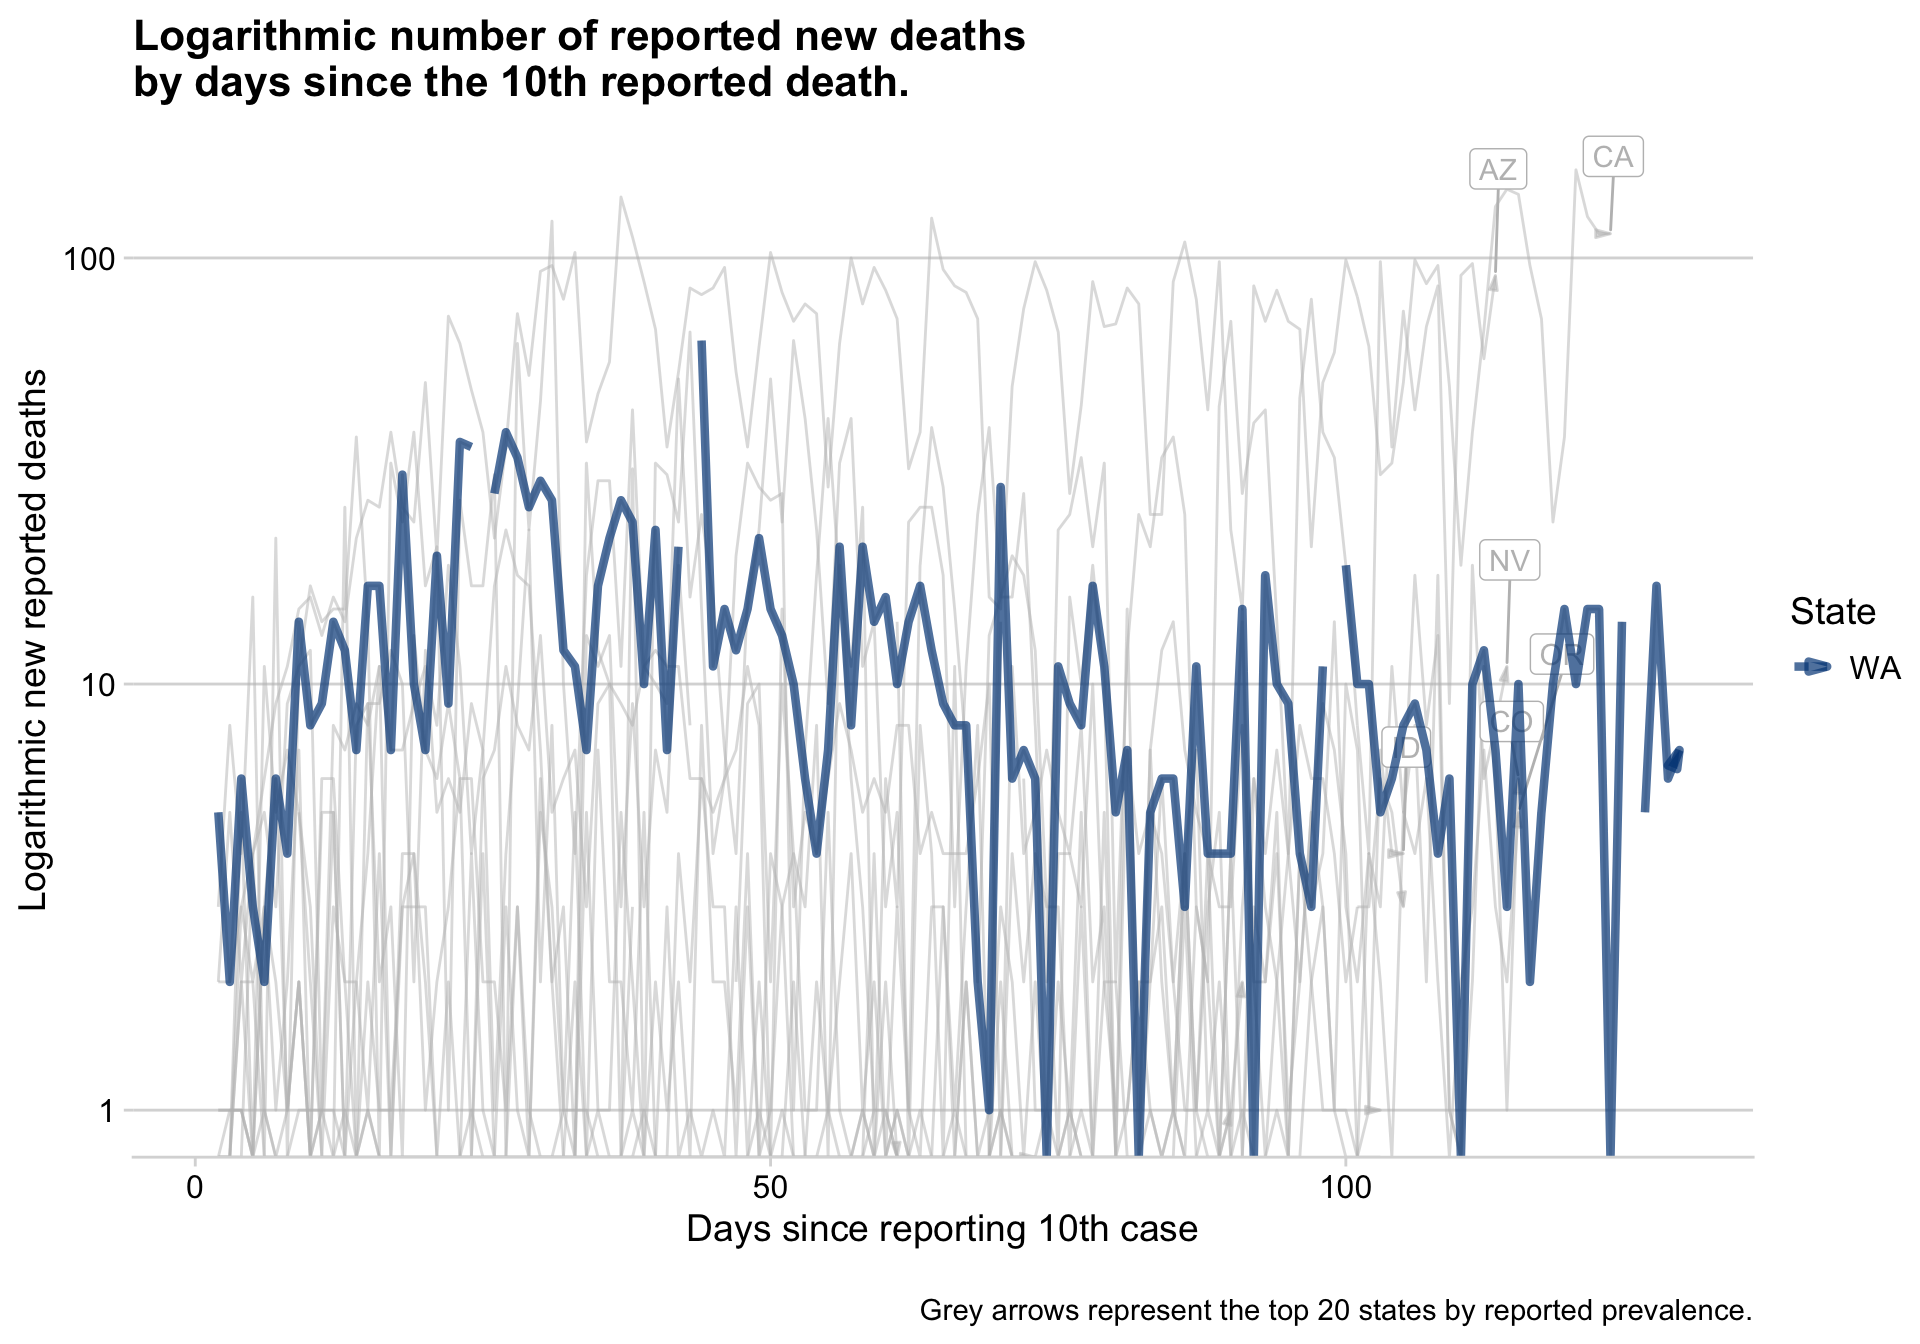 Logarithmic number of reported new deaths
by days since the 10th reported death.
AZ
CA
100
NV
OR
CO
ID
10
1
Logarithmic new reported deaths
State
WA
0
50
100
Days since reporting 10th case
Grey arrows represent the top 20 states by reported prevalence.